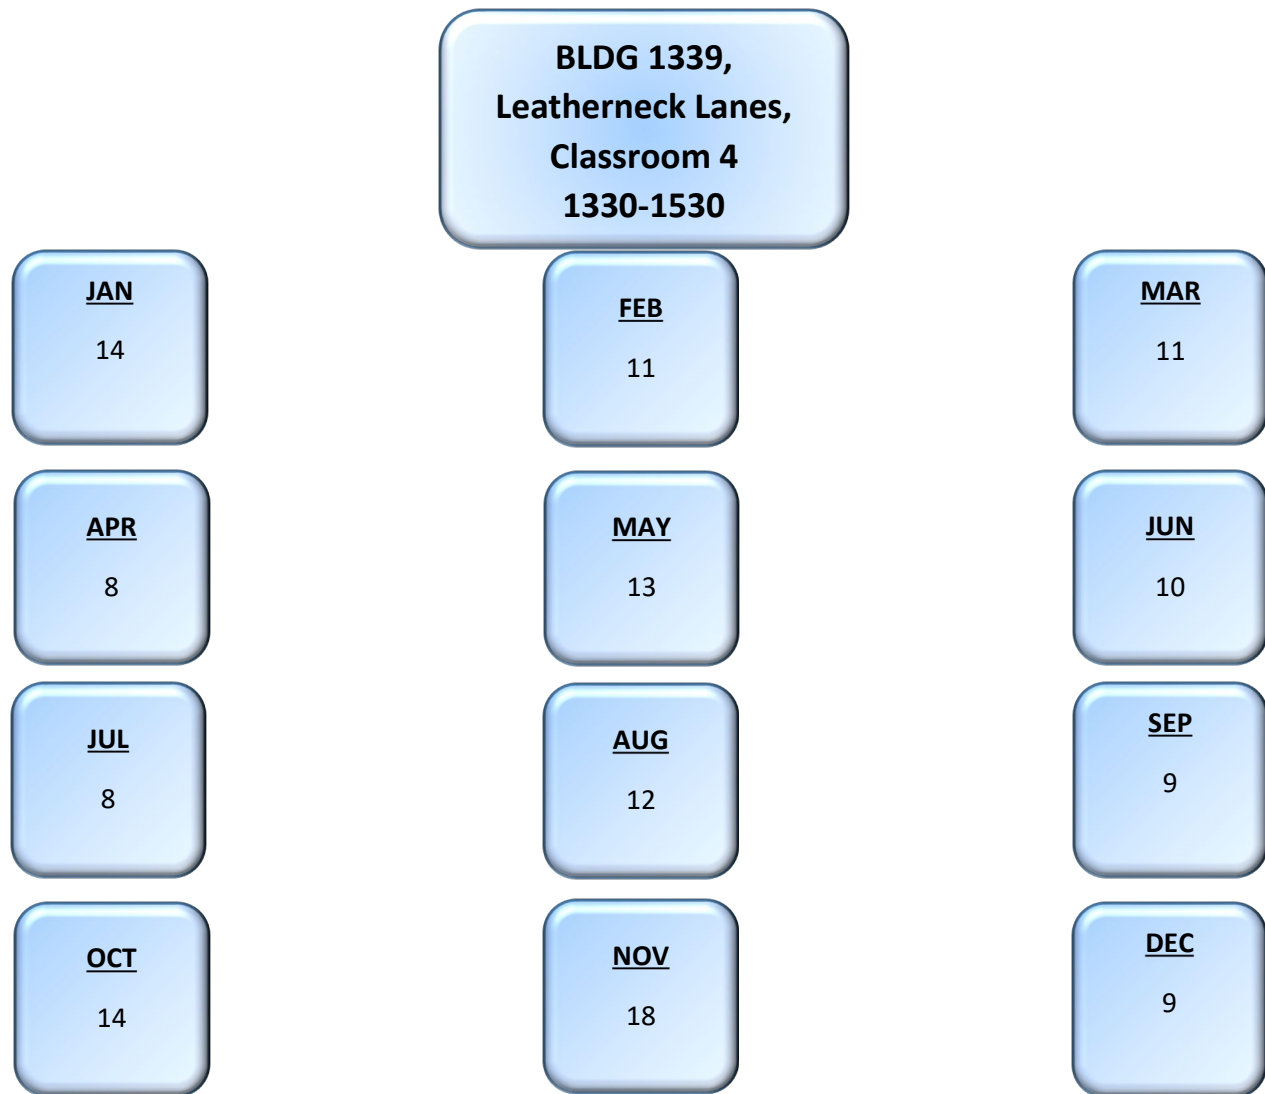 BLDG 1339,
Leatherneck Lanes,
Classroom 4
1330-1530
JAN
14
FEB
11
MAR
11
APR
8
MAY
13
JUN
10
JUL
8
AUG
12
SEP
9
OCT
14
NOV
18
DEC
9